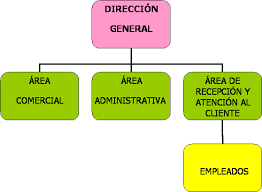 DIRECCIÓN
GENERAL
ÁREA
COMERCIAL
ÁREA
ADMINISTRATIVA
ÁREA DE
RECEPCIÓN Y
ATENCIÓN AL
CLIENTE
EMPLEADOS